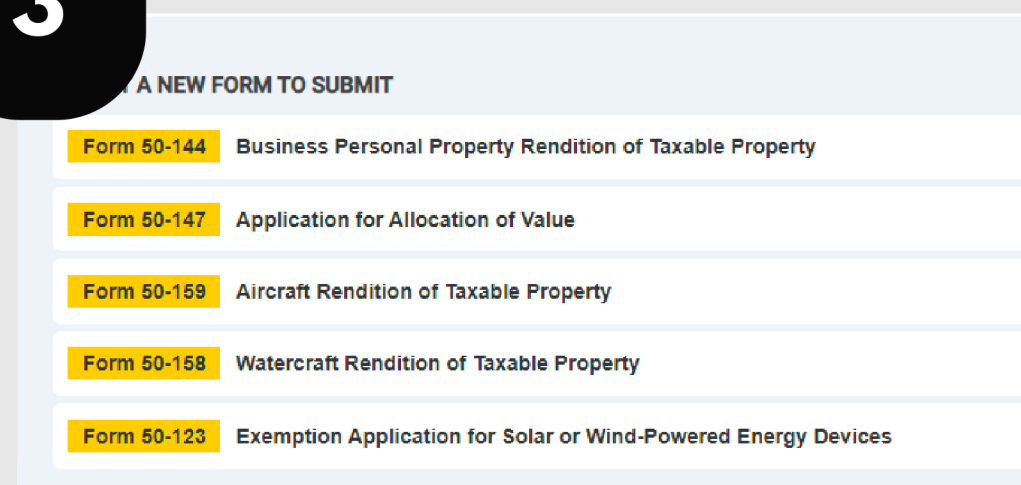 3
A NEW FORM TO SUBMIT
Form 50-144 Business Personal Property Rendition of Taxable Property
Form 50-147 Application for Allocation of Value
Form 50-159 Aircraft Rendition of Taxable Property
Form 50-158 Watercraft Rendition of Taxable Property
Form 50-123 Exemption Application for Solar or Wind-Powered Energy Devices